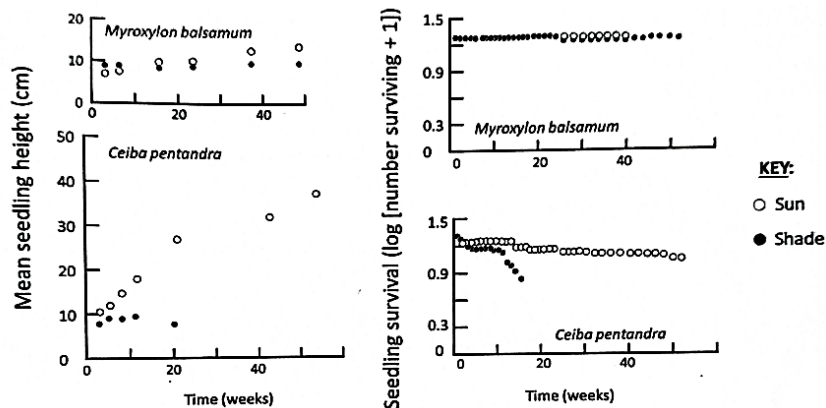 Mean seedling height (cm)
Myroxylon balsamum
20
10
0
0
20
40
Ceiba pentandra
50
40
30
20
10
0
0
20
40
Time (weeks)
Seedling survival (log [number surviving + 1])
1.5
0.9
0.3
0
Myroxylon balsamum
0
20
40
1.5
0.9
0.3
0
Ceiba pentandra
0
20
40
Time (weeks)
KEY:
Sun
Shade